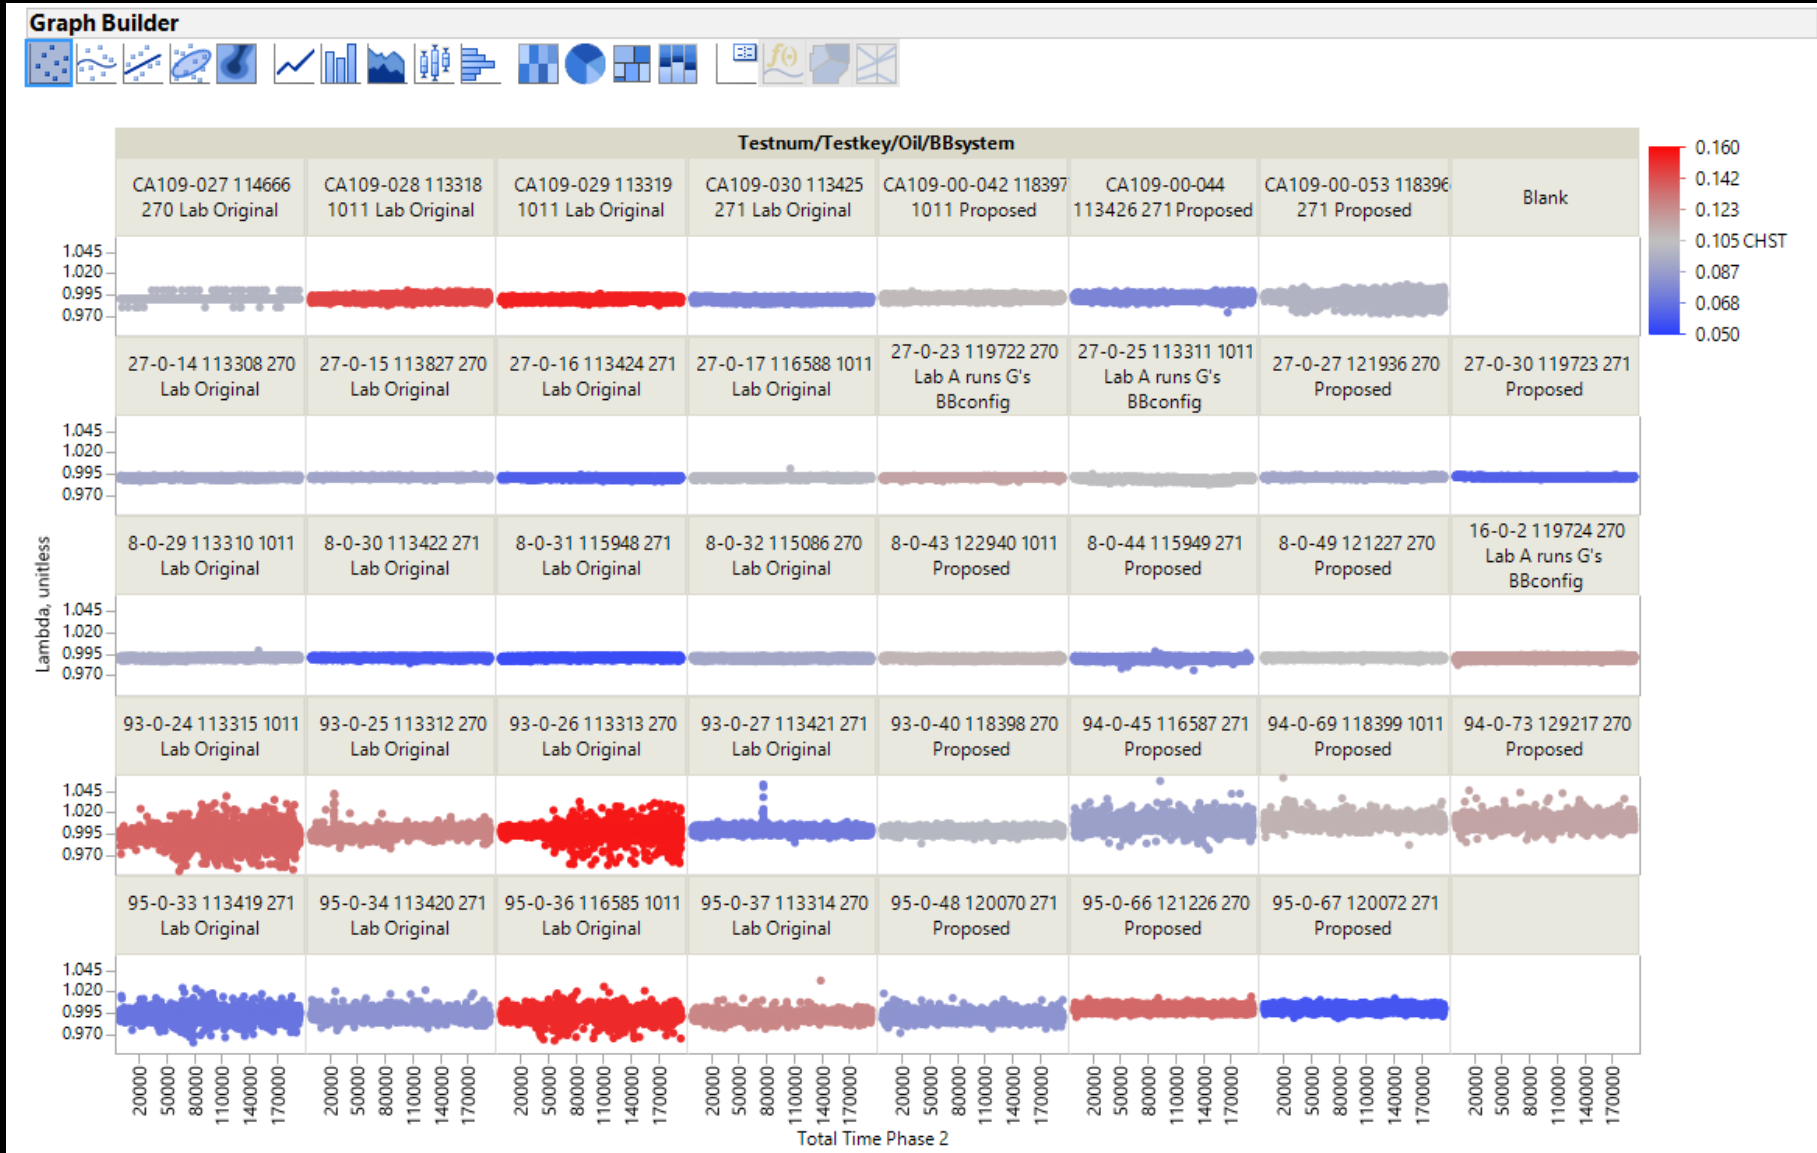 Graph Builder
Testnum/Testkey/Oil/BBsystem
CA109-027 114666
270 Lab Original
CA109-028 113318
1011 Lab Original
CA109-029 113319
1011 Lab Original
CA109-030 113425
271 Lab Original
CA109-00-042 118397
1011 Proposed
CA109-00-044
113426 271 Proposed
CA109-00-053 118396
271 Proposed
Blank
1.045
1.020
0.995
0.970
27-0-14 113308 270
Lab Original
27-0-15 113827 270
Lab Original
27-0-16 113424 271
Lab Original
27-0-17 116588 1011
Lab Original
27-0-23 119722 270
Lab A runs G's
BBconfig
27-0-25 113311 1011
Lab A runs G's
BBconfig
27-0-27 121936 270
Proposed
27-0-30 119723 271
Proposed
1.045
1.020
0.995
0.970
8-0-29 113310 1011
Lab Original
8-0-30 113422 271
Lab Original
8-0-31 115948 271
Lab Original
8-0-32 115086 270
Lab Original
8-0-43 122940 1011
Proposed
8-0-44 115949 271
Proposed
8-0-49 121227 270
Proposed
16-0-2 119724 270
Lab A runs G's
BBconfig
1.045
1.020
0.995
0.970
93-0-24 113315 1011
Lab Original
93-0-25 113312 270
Lab Original
93-0-26 113313 270
Lab Original
93-0-27 113421 271
Lab Original
93-0-40 118398 270
Proposed
94-0-45 116587 271
Proposed
94-0-69 118399 1011
Proposed
94-0-73 129217 270
Proposed
1.045
1.020
0.995
0.970
95-0-33 113419 271
Lab Original
95-0-34 113420 271
Lab Original
95-0-36 116585 1011
Lab Original
95-0-37 113314 270
Lab Original
95-0-48 120070 271
Proposed
95-0-66 121226 270
Proposed
95-0-67 120072 271
Proposed
1.045
1.020
0.995
0.970
Lambda, unitless
20000 50000 80000 110000 140000 170000
20000 50000 80000 110000 140000 170000
20000 50000 80000 110000 140000 170000
20000 50000 80000 110000 140000 170000
20000 50000 80000 110000 140000 170000
20000 50000 80000 110000 140000 170000
20000 50000 80000 110000 140000 170000
20000 50000 80000 110000 140000 170000
Total Time Phase 2
0.160
0.142
0.123
0.105 CHST
0.087
0.068
0.050
f(·)